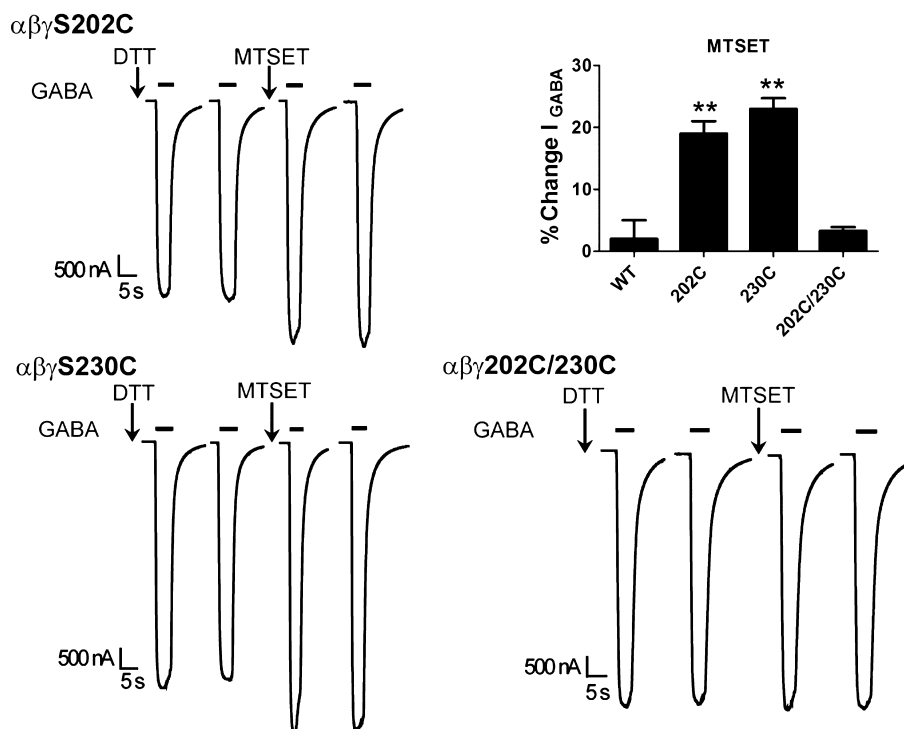 αβγS202C
DTT
MTSET
GABA
500 nA
5 s
MTSET
% Change I GABA
30
20
10
0
**
**
WT
202C
230C
202C/230C
αβγS230C
DTT
MTSET
GABA
500 nA
5 s
αβγ202C/230C
DTT
MTSET
GABA
500 nA
5 s